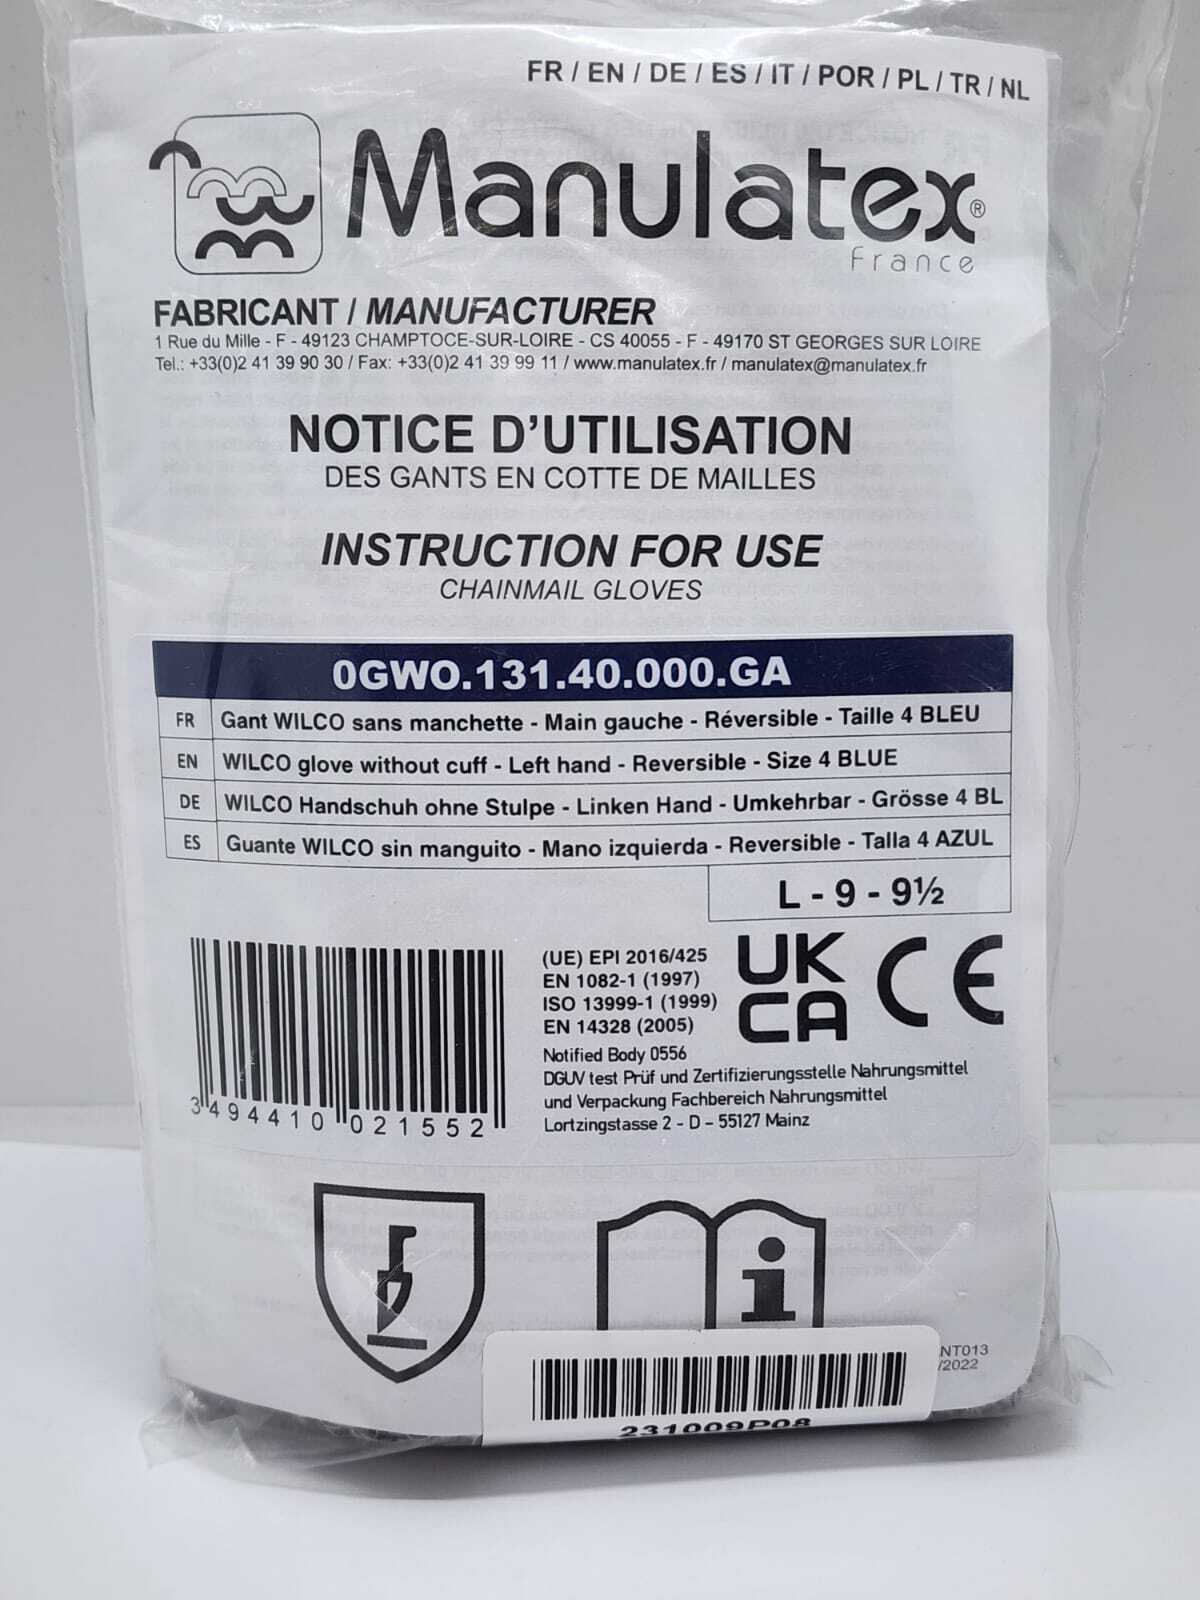 FR / EN / DE / ES / IT / POR / PL / TR / NL
Manulatex®
France
FABRICANT / MANUFACTURER
1 Rue du Mille - F - 49123 CHAMPTOCE-SUR-LOIRE - CS 40055 - F - 49170 ST GEORGES SUR LOIRE
Tel.: +33(0)2 41 39 90 30 / Fax: +33(0)2 41 39 99 11 / www.manulatex.fr / manulatex@manulatex.fr
NOTICE D'UTILISATION
DES GANTS EN COTTE DE MAILLES
INSTRUCTION FOR USE
CHAINMAIL GLOVES
0GWO.131.40.000.GA
FR Gant WILCO sans manchette - Main gauche - Réversible - Taille 4 BLEU
EN WILCO glove without cuff - Left hand - Reversible - Size 4 BLUE
DE WILCO Handschuh ohne Stulpe - Linken Hand - Umkehrbar - Grösse 4 BL
ES Guante WILCO sin manguito - Mano izquierda - Reversible - Talla 4 AZUL
L - 9 - 9½
(UE) EPI 2016/425
EN 1082-1 (1997)
ISO 13999-1 (1999)
EN 14328 (2005)
UK
CA
CE
Notified Body 0556
DGUV test Prüf und Zertifizierungsstelle Nahrungsmittel
und Verpackung Fachbereich Nahrungsmittel
Lortzingstasse 2 - D – 55127 Mainz
3 494410 021552
i
NT013
/2022
231009P08